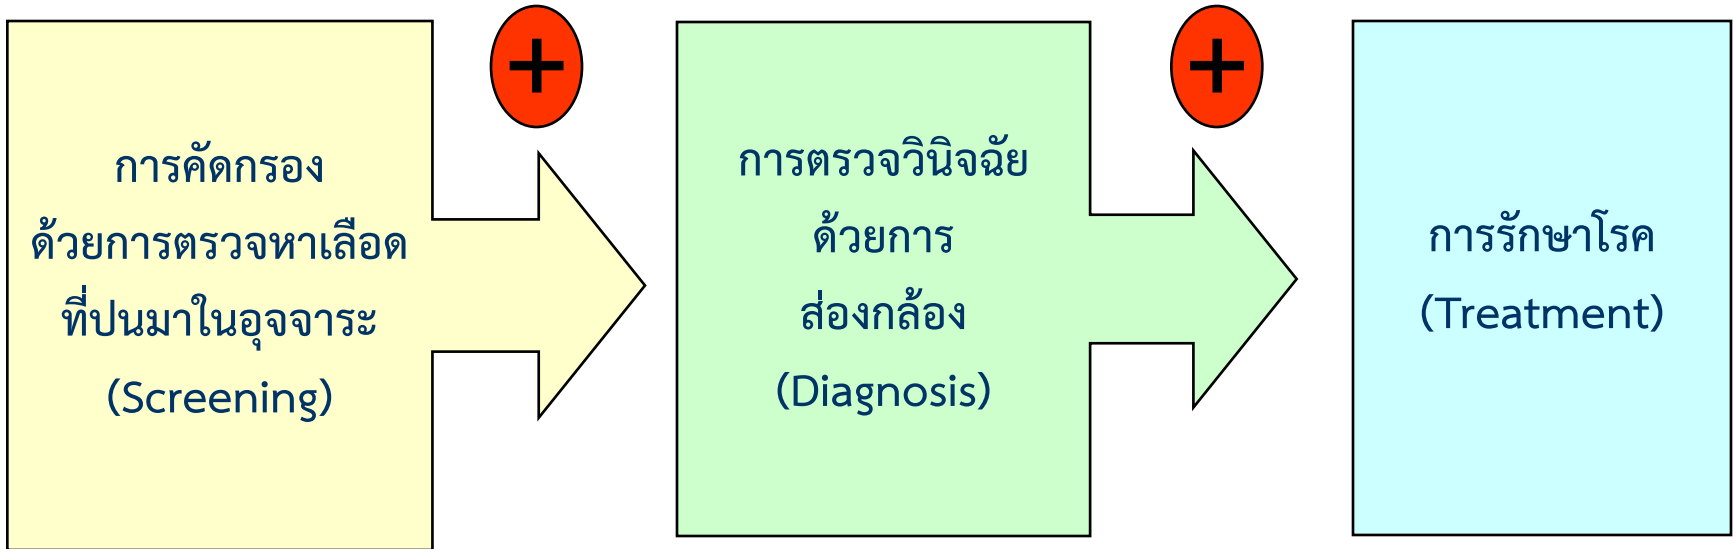 +
+
การคัดกรอง
ด้วยการตรวจหาเลือด
ที่ปนมาในอุจจาระ
(Screening)
การตรวจวินิจฉัย
ด้วยการ
ส่องกล้อง
(Diagnosis)
การรักษาโรค
(Treatment)